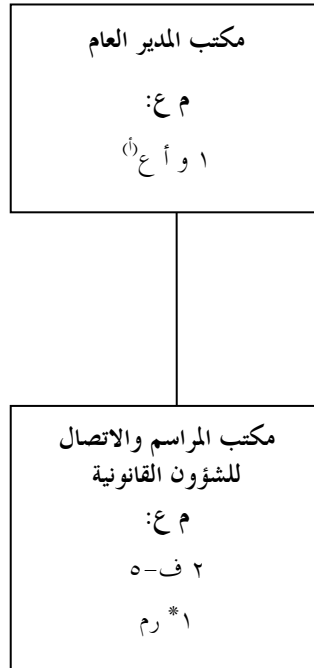 مكتب المدير العام
م ع:
١ و أ ع(أ)
مكتب المراسم والاتصال
للشؤون القانونية
م ع:
٢ ف-٥
١* رم